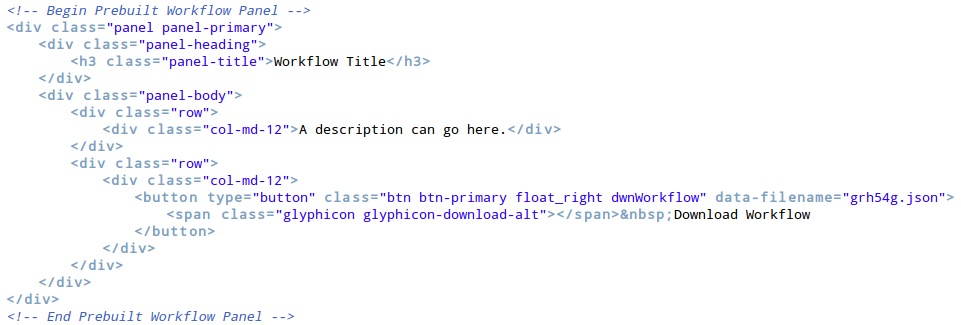 <!-- Begin Prebuilt Workflow Panel -->
<div class="panel panel-primary">
    <div class="panel-heading">
        <h3 class="panel-title">Workflow Title</h3>
    </div>
    <div class="panel-body">
        <div class="row">
            <div class="col-md-12">A description can go here.</div>
        </div>
        <div class="row">
            <div class="col-md-12">
                <button type="button" class="btn btn-primary float_right dwnWorkflow" data-filename="grh54g.json">
                    <span class="glyphicon glyphicon-download-alt"></span>&nbsp;Download Workflow
                </button>
            </div>
        </div>
    </div>
</div>
<!-- End Prebuilt Workflow Panel -->